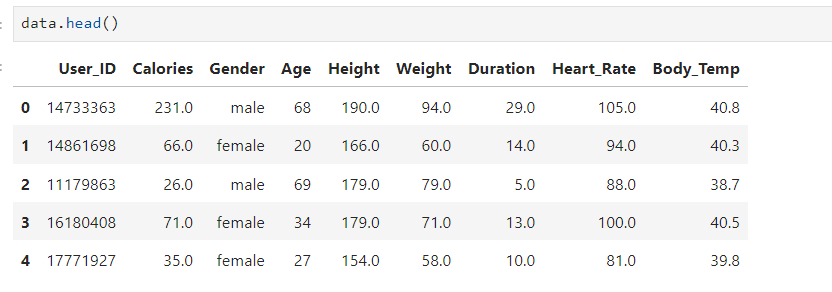 data.head()
User_ID Calories Gender Age Height Weight Duration Heart_Rate Body_Temp
0 14733363 231.0 male 68 190.0 94.0 29.0 105.0 40.8
1 14861698 66.0 female 20 166.0 60.0 14.0 94.0 40.3
2 11179863 26.0 male 69 179.0 79.0 5.0 88.0 38.7
3 16180408 71.0 female 34 179.0 71.0 13.0 100.0 40.5
4 17771927 35.0 female 27 154.0 58.0 10.0 81.0 39.8